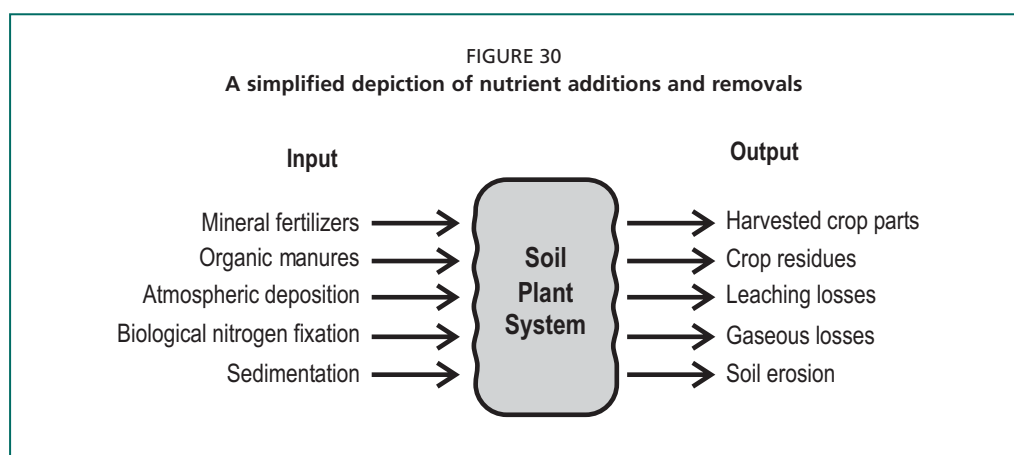 FIGURE 30
A simplified depiction of nutrient additions and removals
Input
Mineral fertilizers
Organic manures
Atmospheric deposition
Biological nitrogen fixation
Sedimentation
Soil
Plant
System
Output
Harvested crop parts
Crop residues
Leaching losses
Gaseous losses
Soil erosion